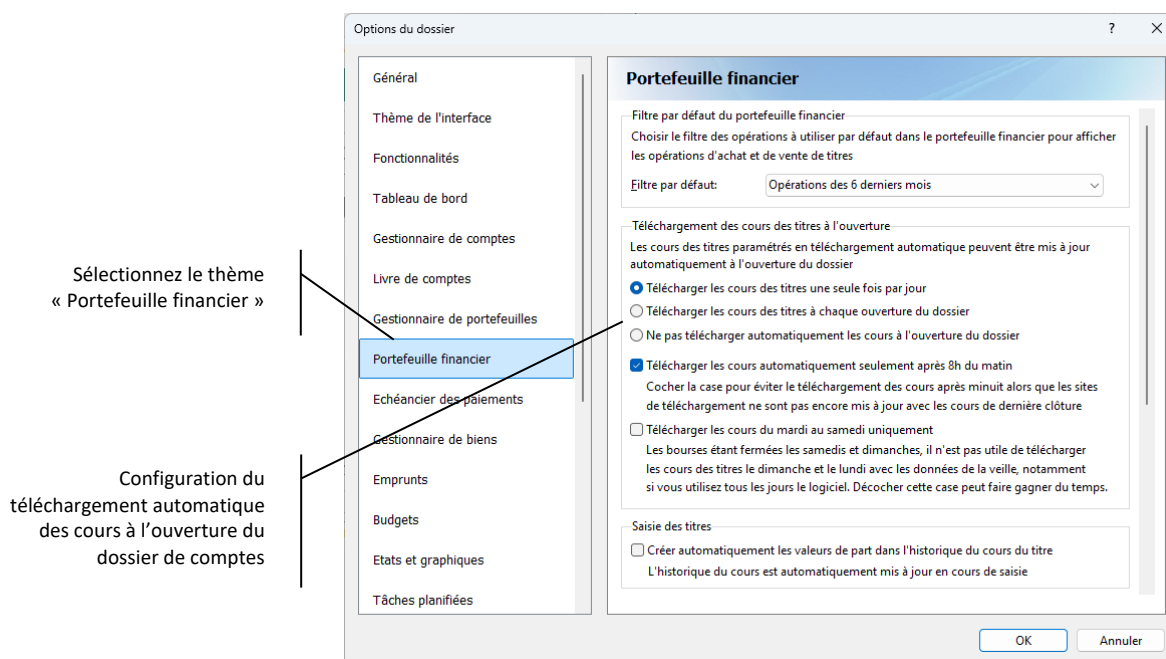 Options du dossier
?
Général
Thème de l'interface
Fonctionnalités
Tableau de bord
Gestionnaire de comptes
Livre de comptes
Gestionnaire de portefeuilles
Portefeuille financier
Echéancier des paiements
Gestionnaire de biens
Emprunts
Budgets
Etats et graphiques
Tâches planifiées
Portefeuille financier
Filtre par défaut du portefeuille financier
Choisir le filtre des opérations à utiliser par défaut dans le portefeuille financier pour afficher
les opérations d'achat et de vente de titres
Filtre par défaut:
Opérations des 6 derniers mois
Téléchargement des cours des titres à l'ouverture
Les cours des titres paramétrés en téléchargement automatique peuvent être mis à jour
automatiquement à l'ouverture du dossier
Télécharger les cours des titres une seule fois par jour
Télécharger les cours des titres à chaque ouverture du dossier
Ne pas télécharger automatiquement les cours à l'ouverture du dossier
Télécharger les cours automatiquement seulement après 8h du matin
Cocher la case pour éviter le téléchargement des cours après minuit alors que les sites
de téléchargement ne sont pas encore mis à jour avec les cours de dernière clôture
Télécharger les cours du mardi au samedi uniquement
Les bourses étant fermées les samedis et dimanches, il n'est pas utile de télécharger
les cours des titres le dimanche et le lundi avec les données de la veille, notamment
si vous utilisez tous les jours le logiciel. Décocher cette case peut faire gagner du temps.
Saisie des titres
Créer automatiquement les valeurs de part dans l'historique du cours du titre
L'historique du cours est automatiquement mis à jour en cours de saisie
OK
Annuler
Sélectionnez le thème
« Portefeuille financier »
Configuration du
téléchargement automatique
des cours à l’ouverture du
dossier de comptes